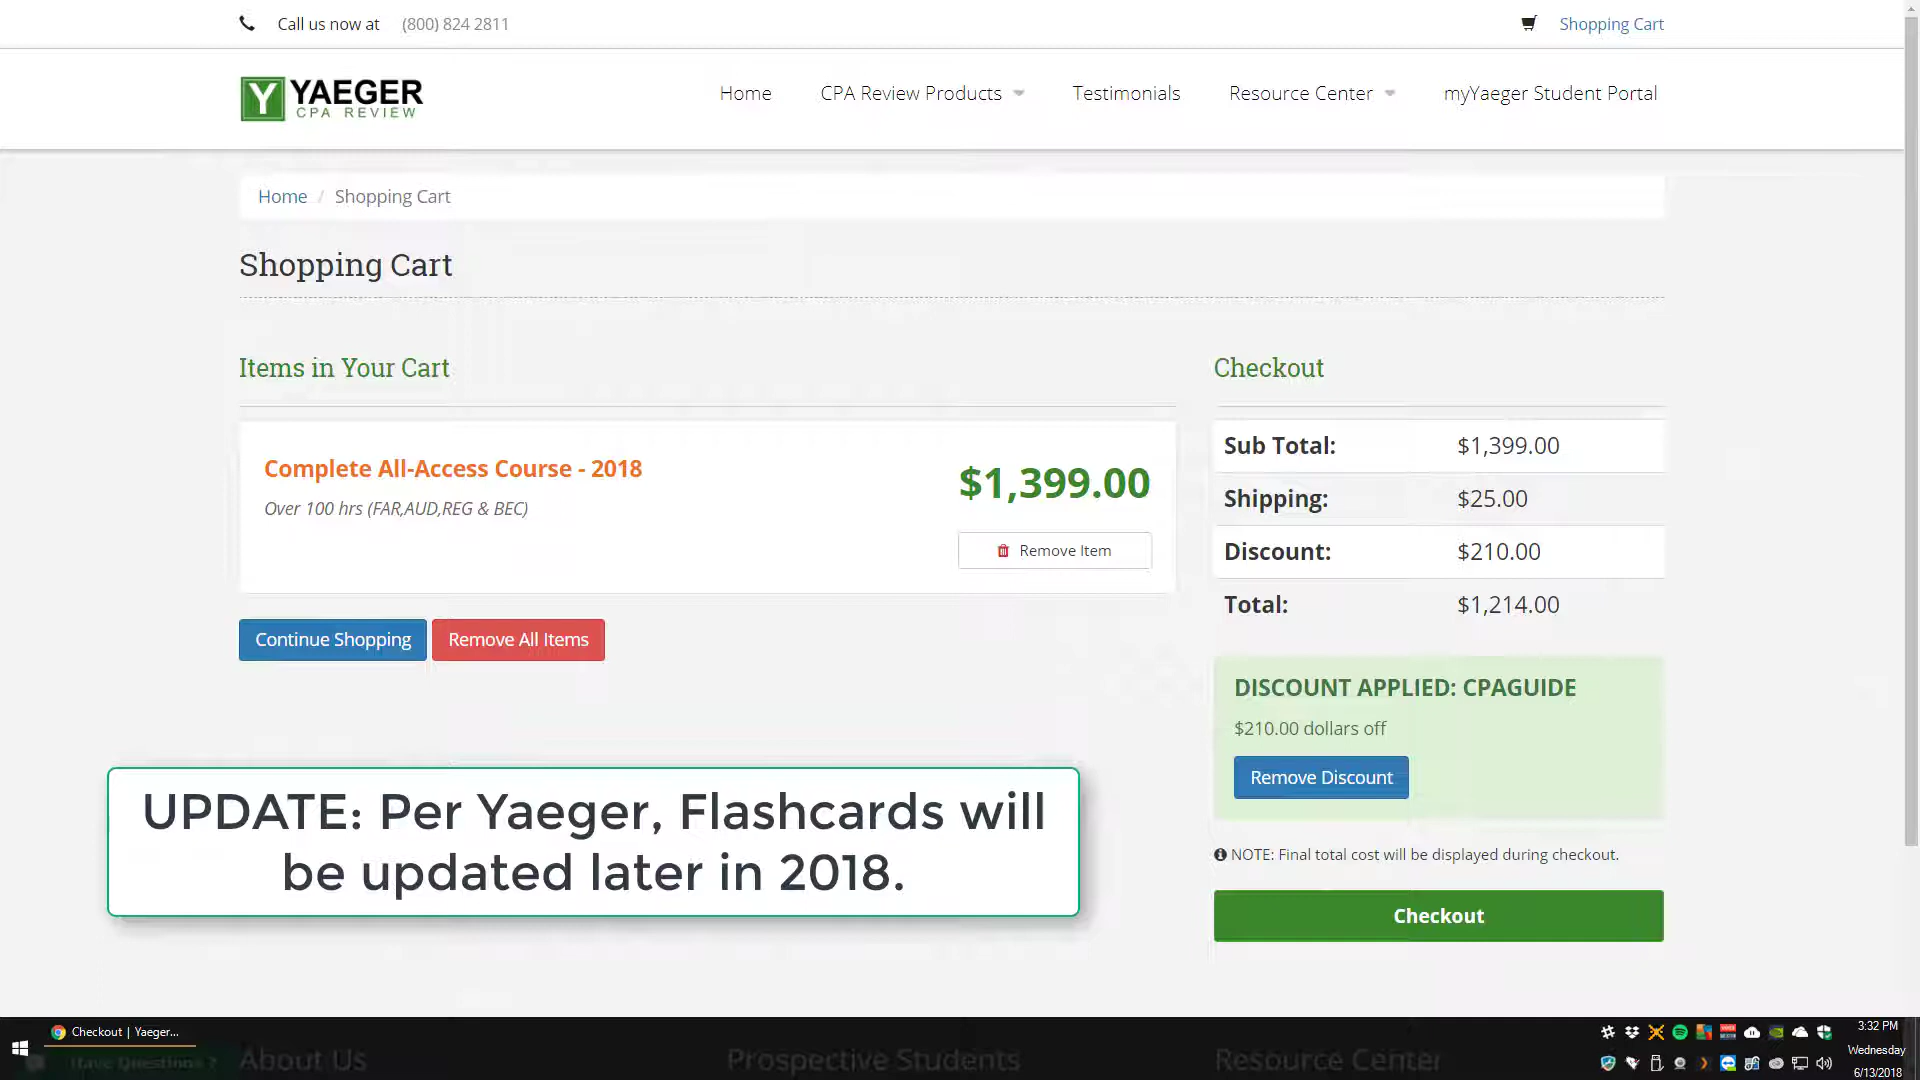 Call us now at (800) 824 2811
Shopping Cart
Y YAEGER
CPA REVIEW
Home
CPA Review Products
Testimonials
Resource Center
myYaeger Student Portal
Home / Shopping Cart
Shopping Cart
Items in Your Cart
Complete All-Access Course - 2018
Over 100 hrs (FAR,AUD,REG & BEC)
$1,399.00
Remove Item
Continue Shopping
Remove All Items
Checkout
Sub Total: $1,399.00
Shipping: $25.00
Discount: $210.00
Total: $1,214.00
DISCOUNT APPLIED: CPAGUIDE
$210.00 dollars off
Remove Discount
NOTE: Final total cost will be displayed during checkout.
Checkout
UPDATE: Per Yaeger, Flashcards will
be updated later in 2018.
Checkout | Yaeger...
Have Questions ?
About Us
Prospective Students
Resource Center
3:32 PM
Wednesday
6/13/2018